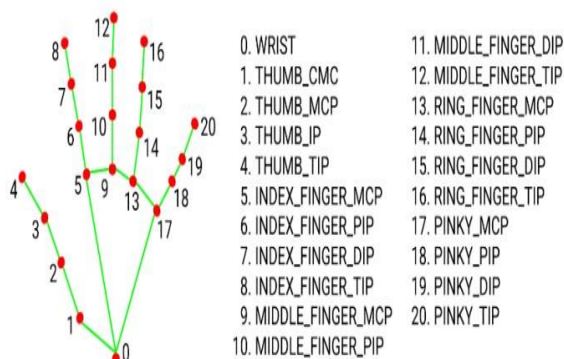 12
8
16
11
7
15
10
6
20
14
19
4
5
9
18
13
3
17
2
1
0
0. WRIST
1. THUMB_CMC
2. THUMB_MCP
3. THUMB_IP
4. THUMB_TIP
5. INDEX_FINGER_MCP
6. INDEX_FINGER_PIP
7. INDEX_FINGER_DIP
8. INDEX_FINGER_TIP
9. MIDDLE_FINGER_MCP
10. MIDDLE_FINGER_PIP
11. MIDDLE_FINGER_DIP
12. MIDDLE_FINGER_TIP
13. RING_FINGER_MCP
14. RING_FINGER_PIP
15. RING_FINGER_DIP
16. RING_FINGER_TIP
17. PINKY_MCP
18. PINKY_PIP
19. PINKY_DIP
20. PINKY_TIP